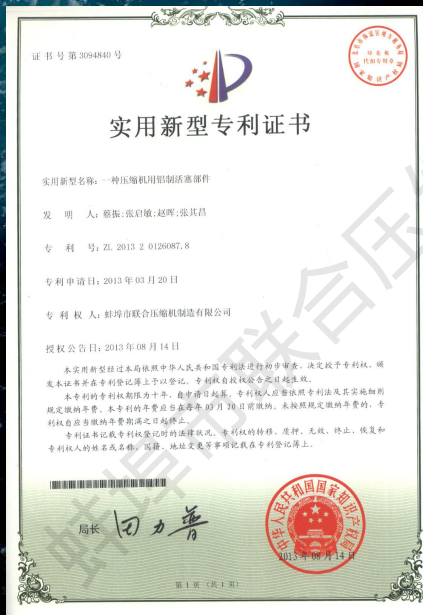 证书号第3094840号
印花税
代扣专用章
实用新型专利证书
实用新型名称：一种压缩机用铝制活塞部件
发 明 人：蔡振;张启敏;赵晖;张其昌
专 利 号：ZL 2013 2 0126087.8
专利申请日：2013年03月20日
专 利 权 人：蚌埠市联合压缩机制造有限公司
授权公告日：2013年08月14日
本实用新型经过本局依照中华人民共和国专利法进行初步审查，决定授予专利权，颁
发本证书并在专利登记簿上予以登记。专利权自授权公告之日起生效。
本专利的专利权期限为十年，自申请日起算。专利权人应当依照专利法及其实施细则
规定缴纳年费。本专利的年费应当在每年03月20日前缴纳。未按照规定缴纳年费的，专
利权自应当缴纳年费期满之日起终止。
专利证书记载专利权登记时的法律状况。专利权的转移、质押、无效、终止、恢复和
专利权人的姓名或名称、国籍、地址变更等事项记载在专利登记簿上。
局长 田力普
中华人民共和国国家知识产权局
2013年08月14日
第1页（共1页）
蚌埠市联合压